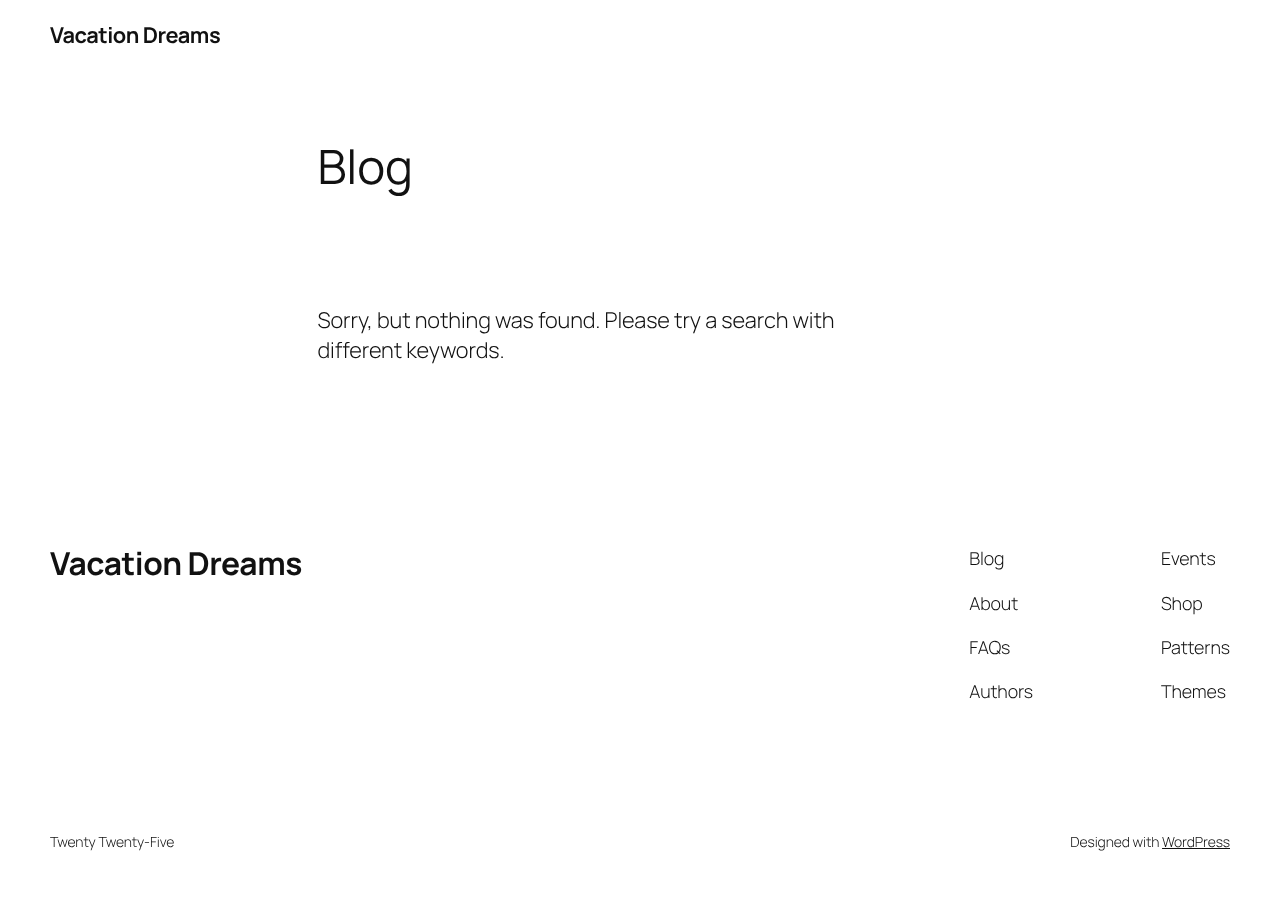 Vacation Dreams
Blog
Sorry, but nothing was found. Please try a search with
different keywords.
Vacation Dreams
Blog
About
FAQs
Authors
Events
Shop
Patterns
Themes
Twenty Twenty-Five
Designed with WordPress